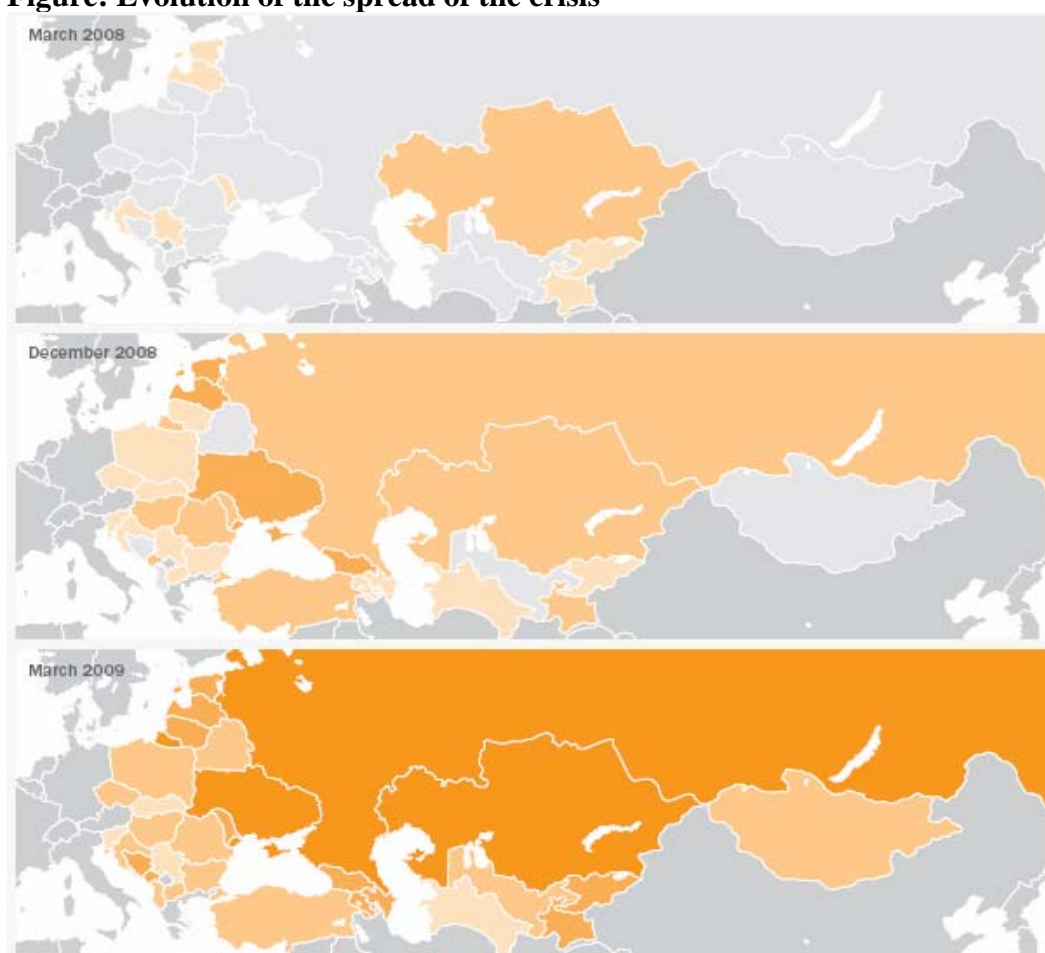 Figure: Evolution of the spread of the crisis
March 2008
December 2008
March 2009